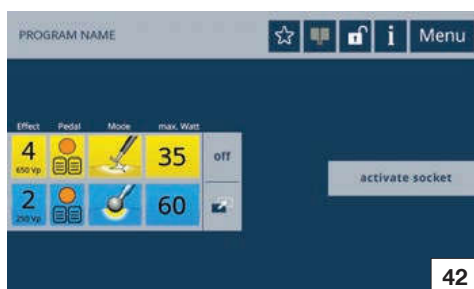 PROGRAM NAME
i Menu
Effect Pedal Mode max. Watt
4 35 off
650 Vp
2 60
250 Vp
activate socket
42